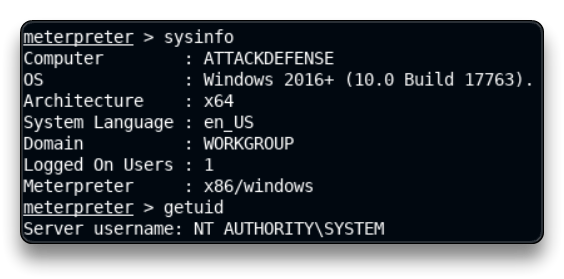 meterpreter > sysinfo
Computer        : ATTACKDEFENSE
OS              : Windows 2016+ (10.0 Build 17763).
Architecture    : x64
System Language : en_US
Domain          : WORKGROUP
Logged On Users : 1
Meterpreter     : x86/windows
meterpreter > getuid
Server username: NT AUTHORITY\SYSTEM